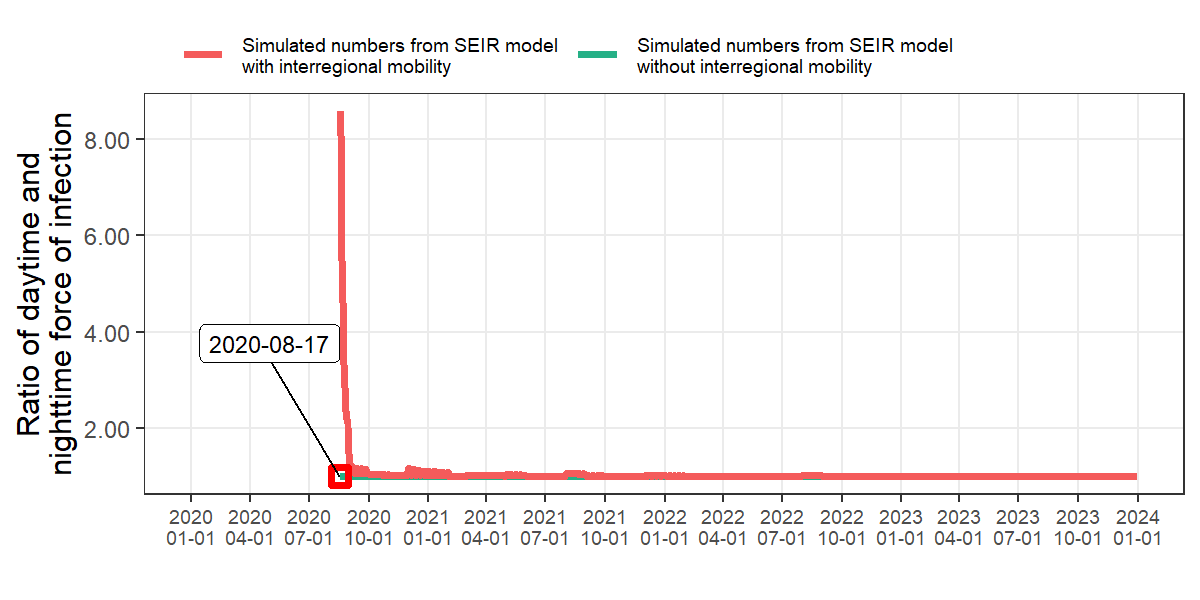 Simulated numbers from SEIR model
with interregional mobility
Simulated numbers from SEIR model
without interregional mobility
Ratio of daytime and
nighttime force of infection
8.00
6.00
4.00
2.00
2020-08-17
2020 2020 2020 2020 2021 2021 2021 2021 2022 2022 2022 2022 2023 2023 2023 2023 2024
01-01 04-01 07-01 10-01 01-01 04-01 07-01 10-01 01-01 04-01 07-01 10-01 01-01 04-01 07-01 10-01 01-01